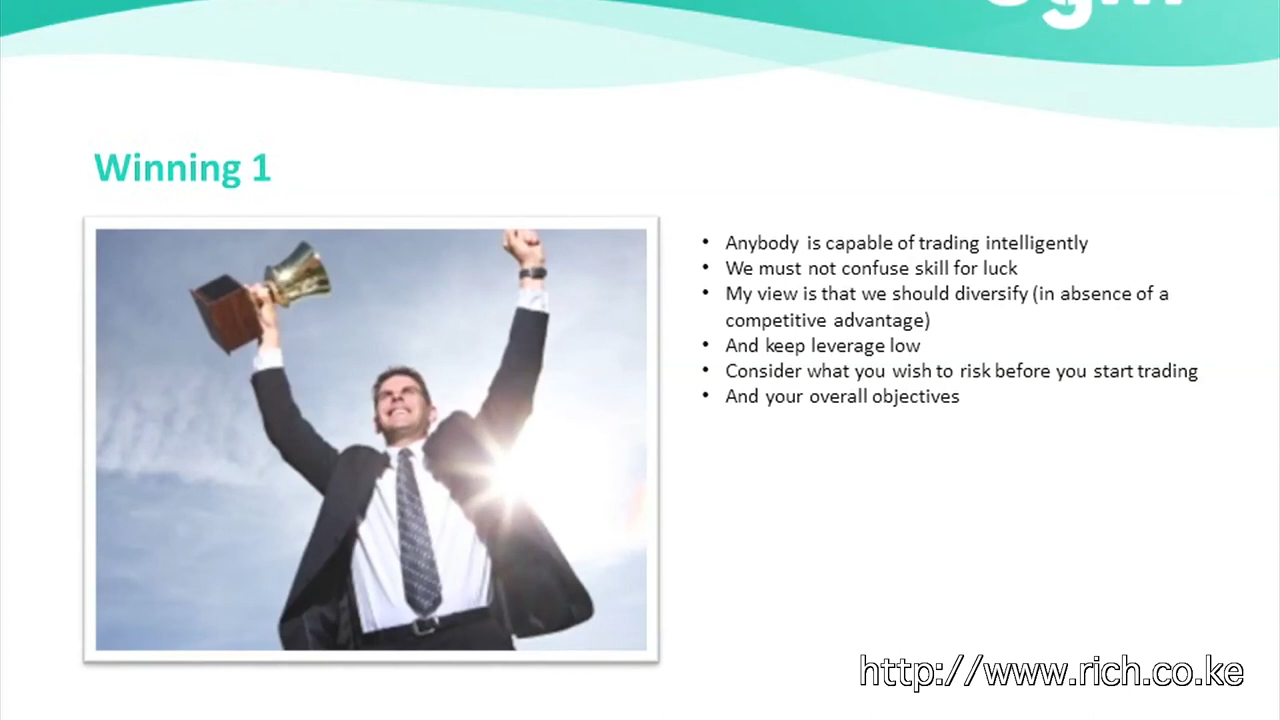 Winning 1
• Anybody is capable of trading intelligently
• We must not confuse skill for luck
• My view is that we should diversify (in absence of a
competitive advantage)
• And keep leverage low
• Consider what you wish to risk before you start trading
• And your overall objectives
http://www.rich.co.ke